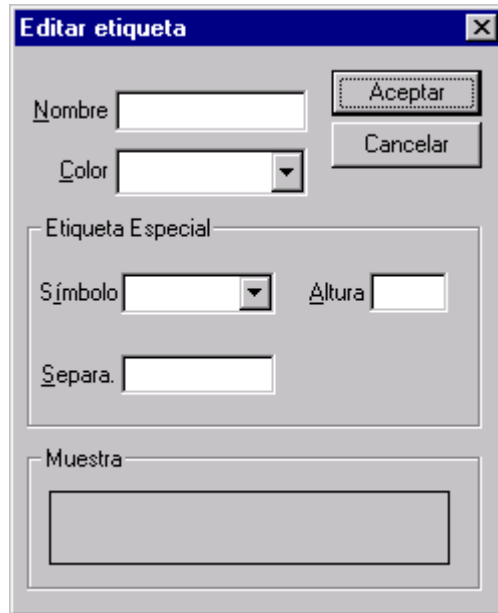 Editar etiqueta
Nombre
Aceptar
Cancelar
Color
Etiqueta Especial
Símbolo
Altura
Separa.
Muestra